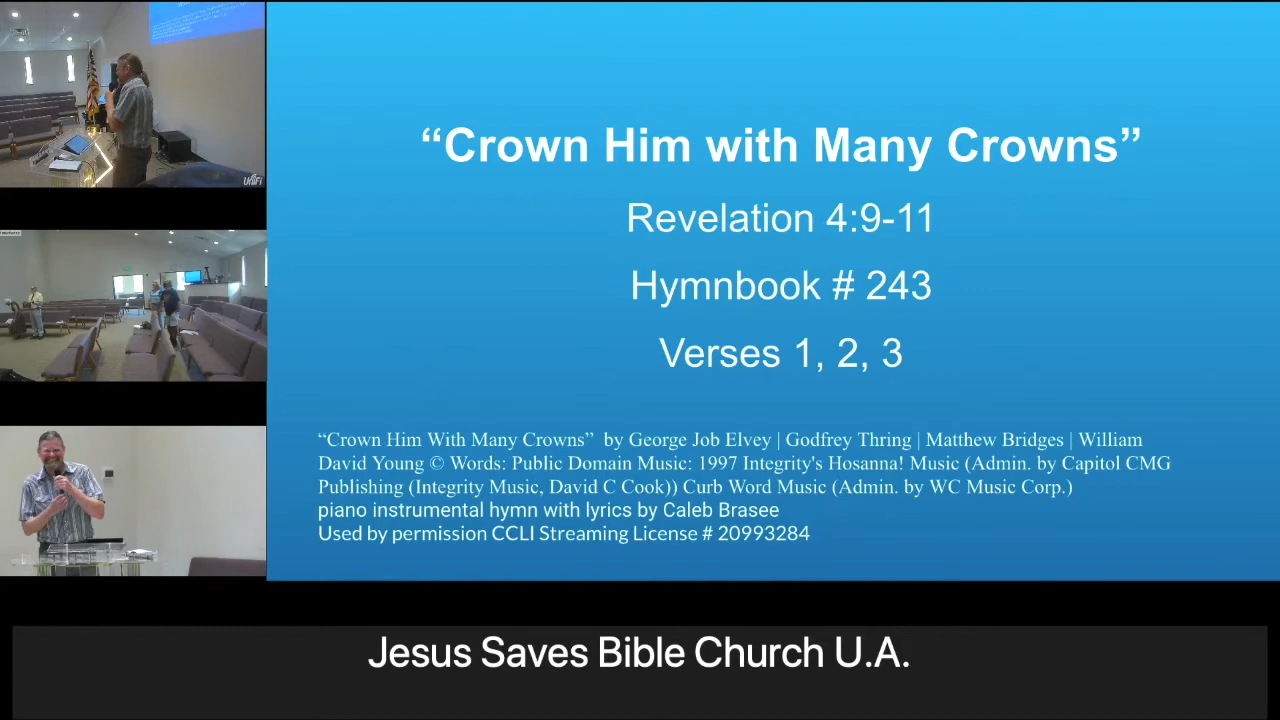 “Crown Him with Many Crowns”
Revelation 4:9-11
Hymnbook # 243
Verses 1, 2, 3
“Crown Him With Many Crowns” by George Job Elvey | Godfrey Thring | Matthew Bridges | William
David Young © Words: Public Domain Music: 1997 Integrity's Hosanna! Music (Admin. by Capitol CMG
Publishing (Integrity Music, David C Cook)) Curb Word Music (Admin. by WC Music Corp.)
piano instrumental hymn with lyrics by Caleb Brasee
Used by permission CCLI Streaming License # 20993284
UniFi
Jesus Saves Bible Church U.A.